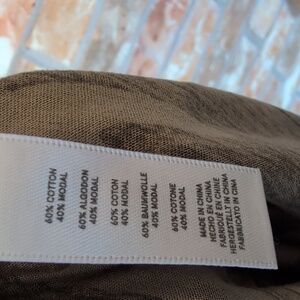 60% COTTON
40% MODAL
60% ALGODON
40% MODAL
60% COTON
40% MODAL
60% BAUMWOLLE
40% MODAL
60% COTONE
40% MODAL
MADE IN CHINA
HECHO EN CHINA
FABRIQUÉ EN CHINE
HERGESTELLT IN CHINA
FABBRICATO IN CINA